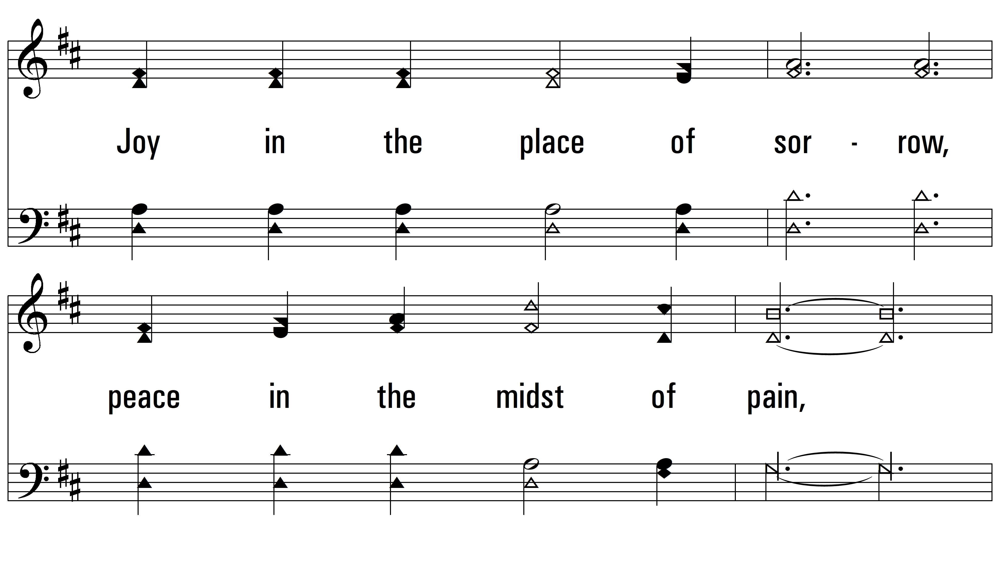 Joy in the place of sor - row,
peace in the midst of pain,